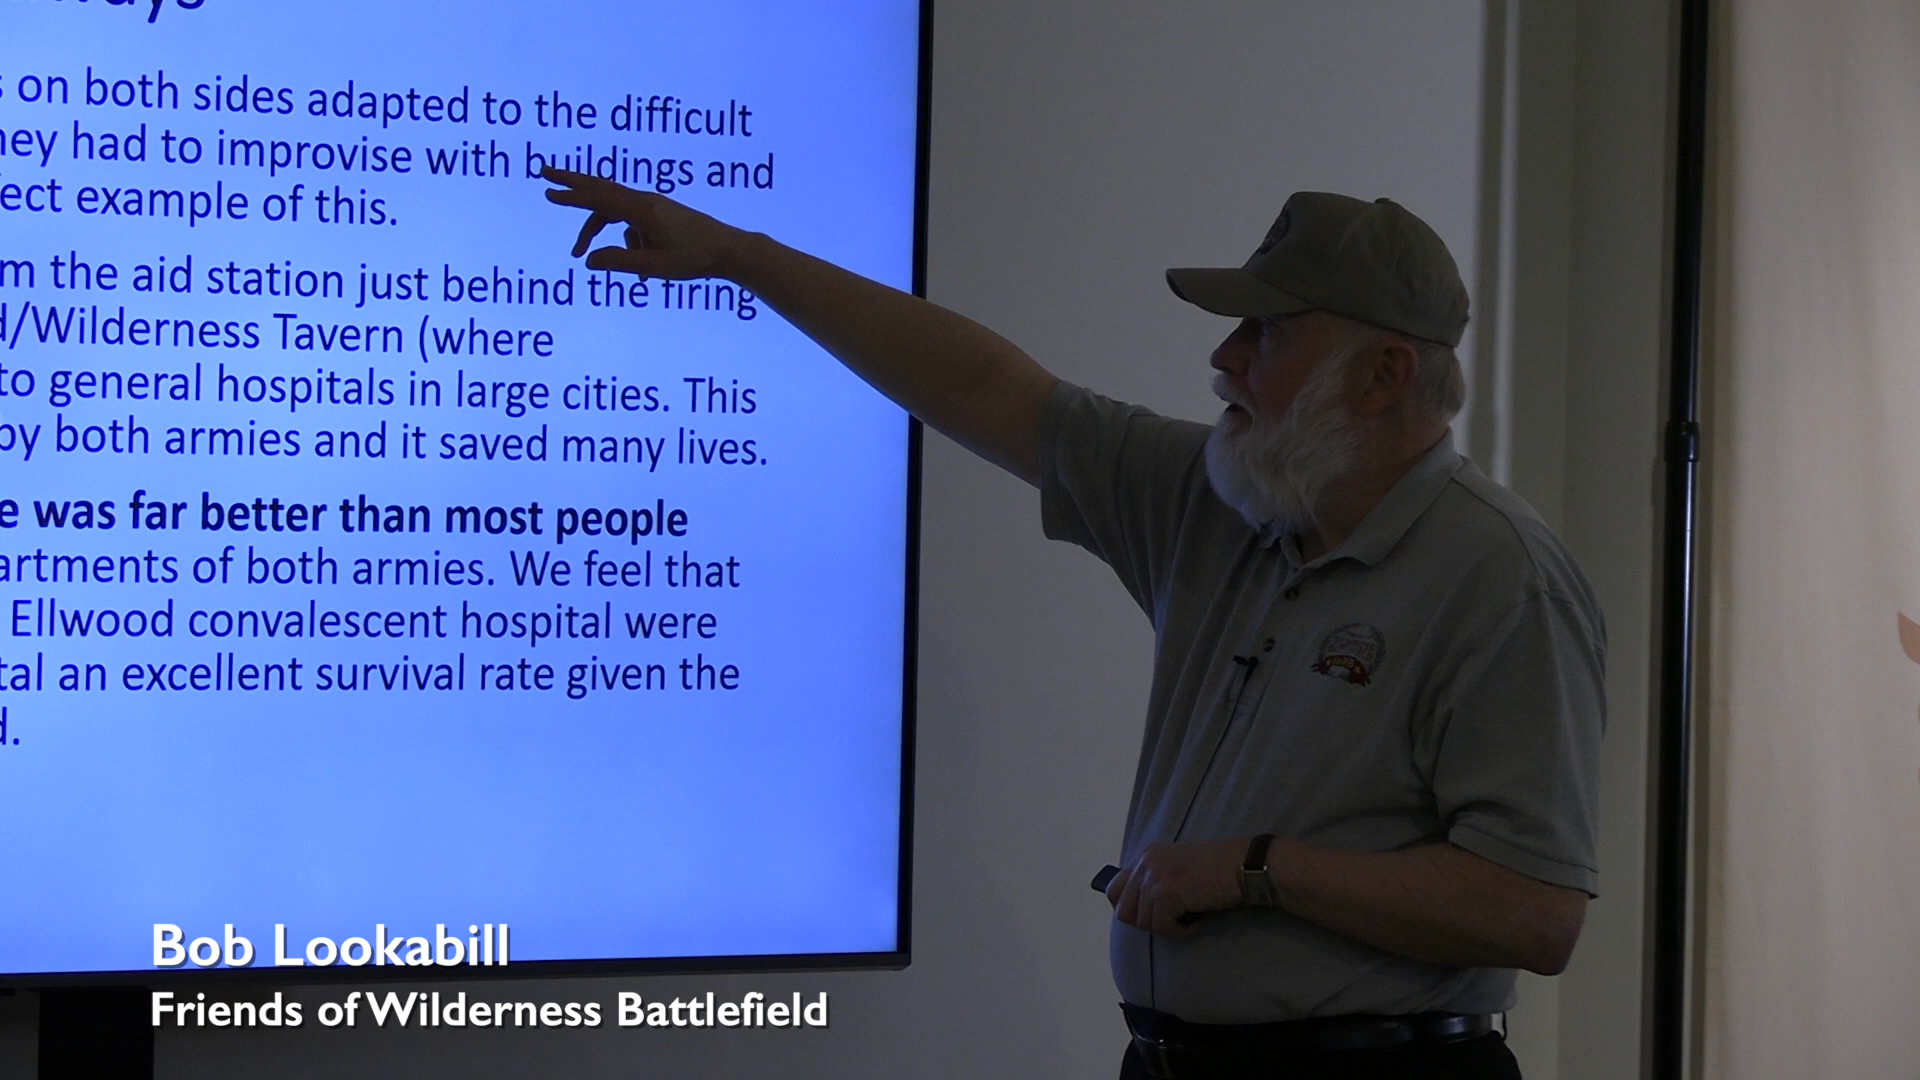 s on both sides adapted to the difficult
ey had to improvise with buildings and
ect example of this.
m the aid station just behind the firing
d/Wilderness Tavern (where
to general hospitals in large cities. This
by both armies and it saved many lives.
e was far better than most people
artments of both armies. We feel that
Ellwood convalescent hospital were
tal an excellent survival rate given the
d.
Bob Lookabill
Friends of Wilderness Battlefield